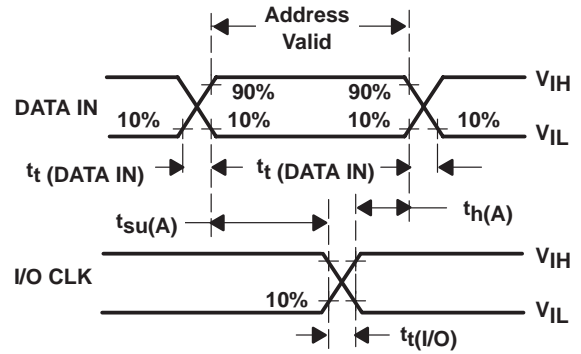 Address
Valid
V_IH
90% 90%
DATA IN
10% 10% 10% 10%
V_IL
t_t (DATA IN) t_t (DATA IN)
t_su(A) t_h(A)
V_IH
I/O CLK
10%
V_IL
t_t(I/O)